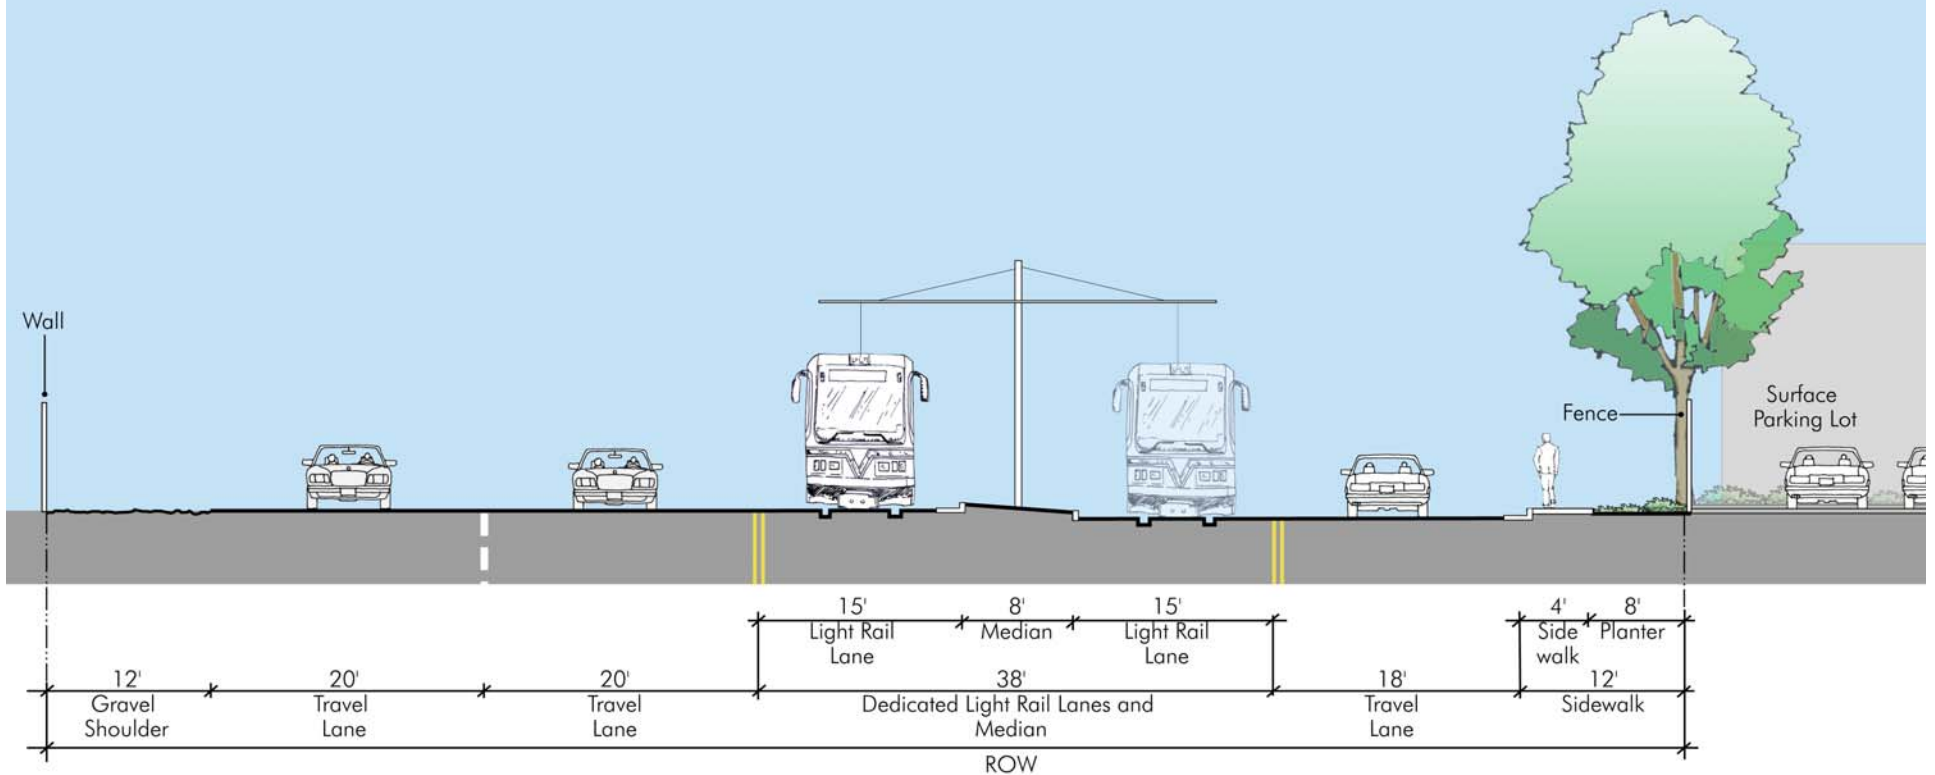 Wall
Fence
Surface
Parking Lot
15'
Light Rail
Lane
8'
Median
15'
Light Rail
Lane
4'
Side
walk
8'
Planter
12'
Gravel
Shoulder
20'
Travel
Lane
20'
Travel
Lane
38'
Dedicated Light Rail Lanes and
Median
18'
Travel
Lane
12'
Sidewalk
ROW